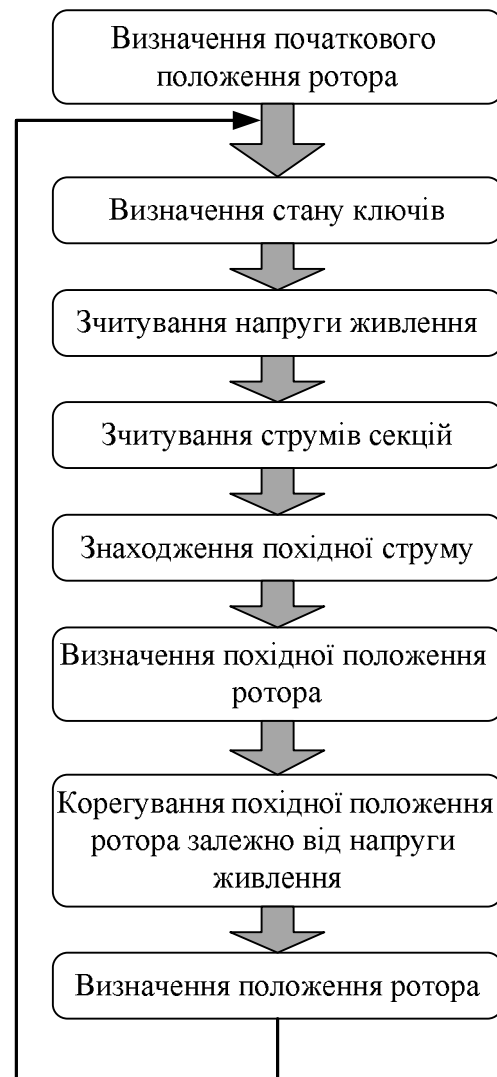 Визначення початкового
положення ротора
Визначення стану ключів
Зчитування напруги живлення
Зчитування струмів секцій
Знаходження похідної струму
Визначення похідної положення
ротора
Корегування похідної положення
ротора залежно від напруги
живлення
Визначення положення ротора